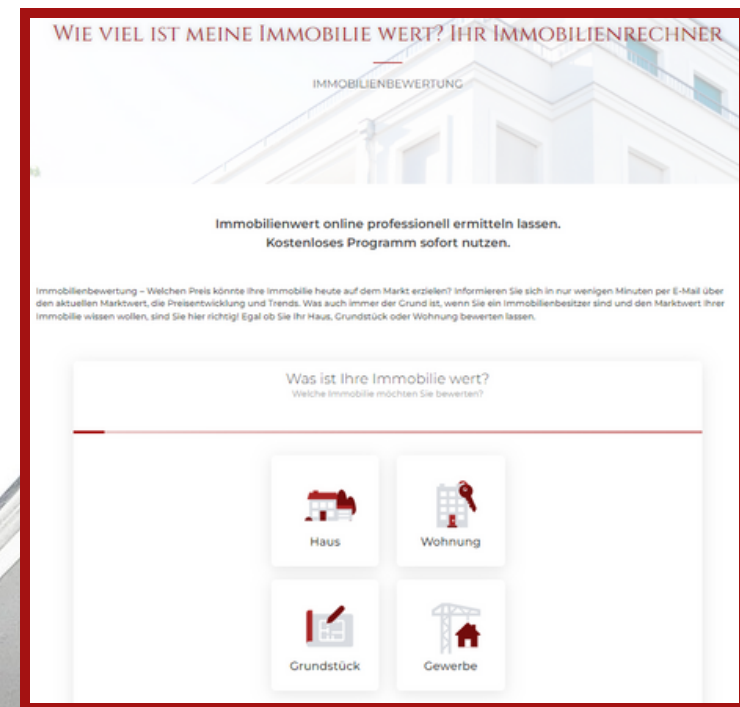 Wie viel ist meine Immobilie wert? Ihr Immobilienrechner
IMMOBILIENBEWERTUNG
Immobilienwert online professionell ermitteln lassen.
Kostenloses Programm sofort nutzen.
Immobilienbewertung – Welchen Preis könnte Ihre Immobilie heute auf dem Markt erzielen? Informieren Sie sich in nur wenigen Minuten per E-Mail über
den aktuellen Marktwert, die Preisentwicklung und Trends. Was auch immer der Grund ist, wenn Sie ein Immobilienbesitzer sind und den Marktwert Ihrer
Immobilie wissen wollen, sind Sie hier richtig! Egal ob Sie Ihr Haus, Grundstück oder Wohnung bewerten lassen.
Was ist Ihre Immobilie wert?
Welche Immobilie möchten Sie bewerten?
Haus
Wohnung
Grundstück
Gewerbe